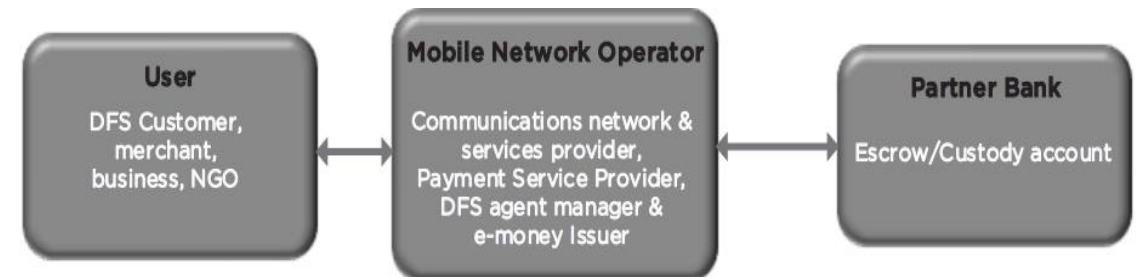 User
DFS Customer,
merchant,
business, NGO
Mobile Network Operator
Communications network &
services provider,
Payment Service Provider,
DFS agent manager &
e-money Issuer
Partner Bank
Escrow/Custody account